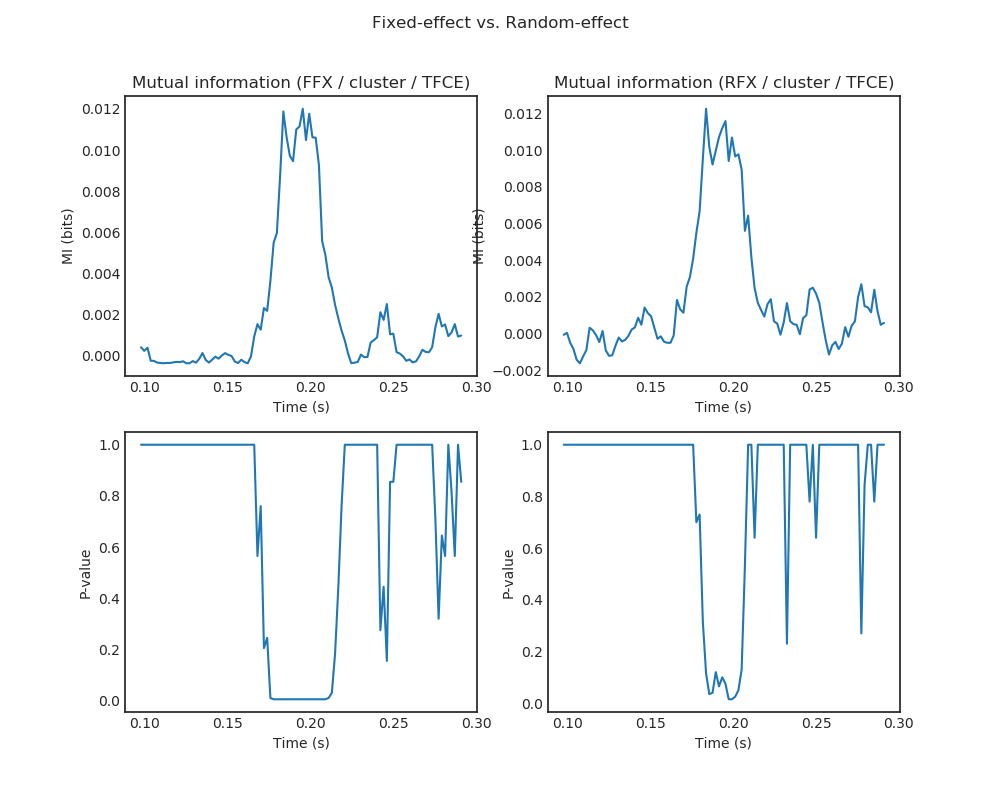 Fixed-effect vs. Random-effect
Mutual information (FFX / cluster / TFCE)
MI (bits)
0.012
0.010
0.008
0.006
0.004
0.002
0.000
0.10 0.15 0.20 0.25 0.30
Time (s)
Mutual information (RFX / cluster / TFCE)
MI (bits)
0.012
0.010
0.008
0.006
0.004
0.002
0.000
−0.002
0.10 0.15 0.20 0.25 0.30
Time (s)
P-value
1.0
0.8
0.6
0.4
0.2
0.0
0.10 0.15 0.20 0.25 0.30
Time (s)
P-value
1.0
0.8
0.6
0.4
0.2
0.0
0.10 0.15 0.20 0.25 0.30
Time (s)